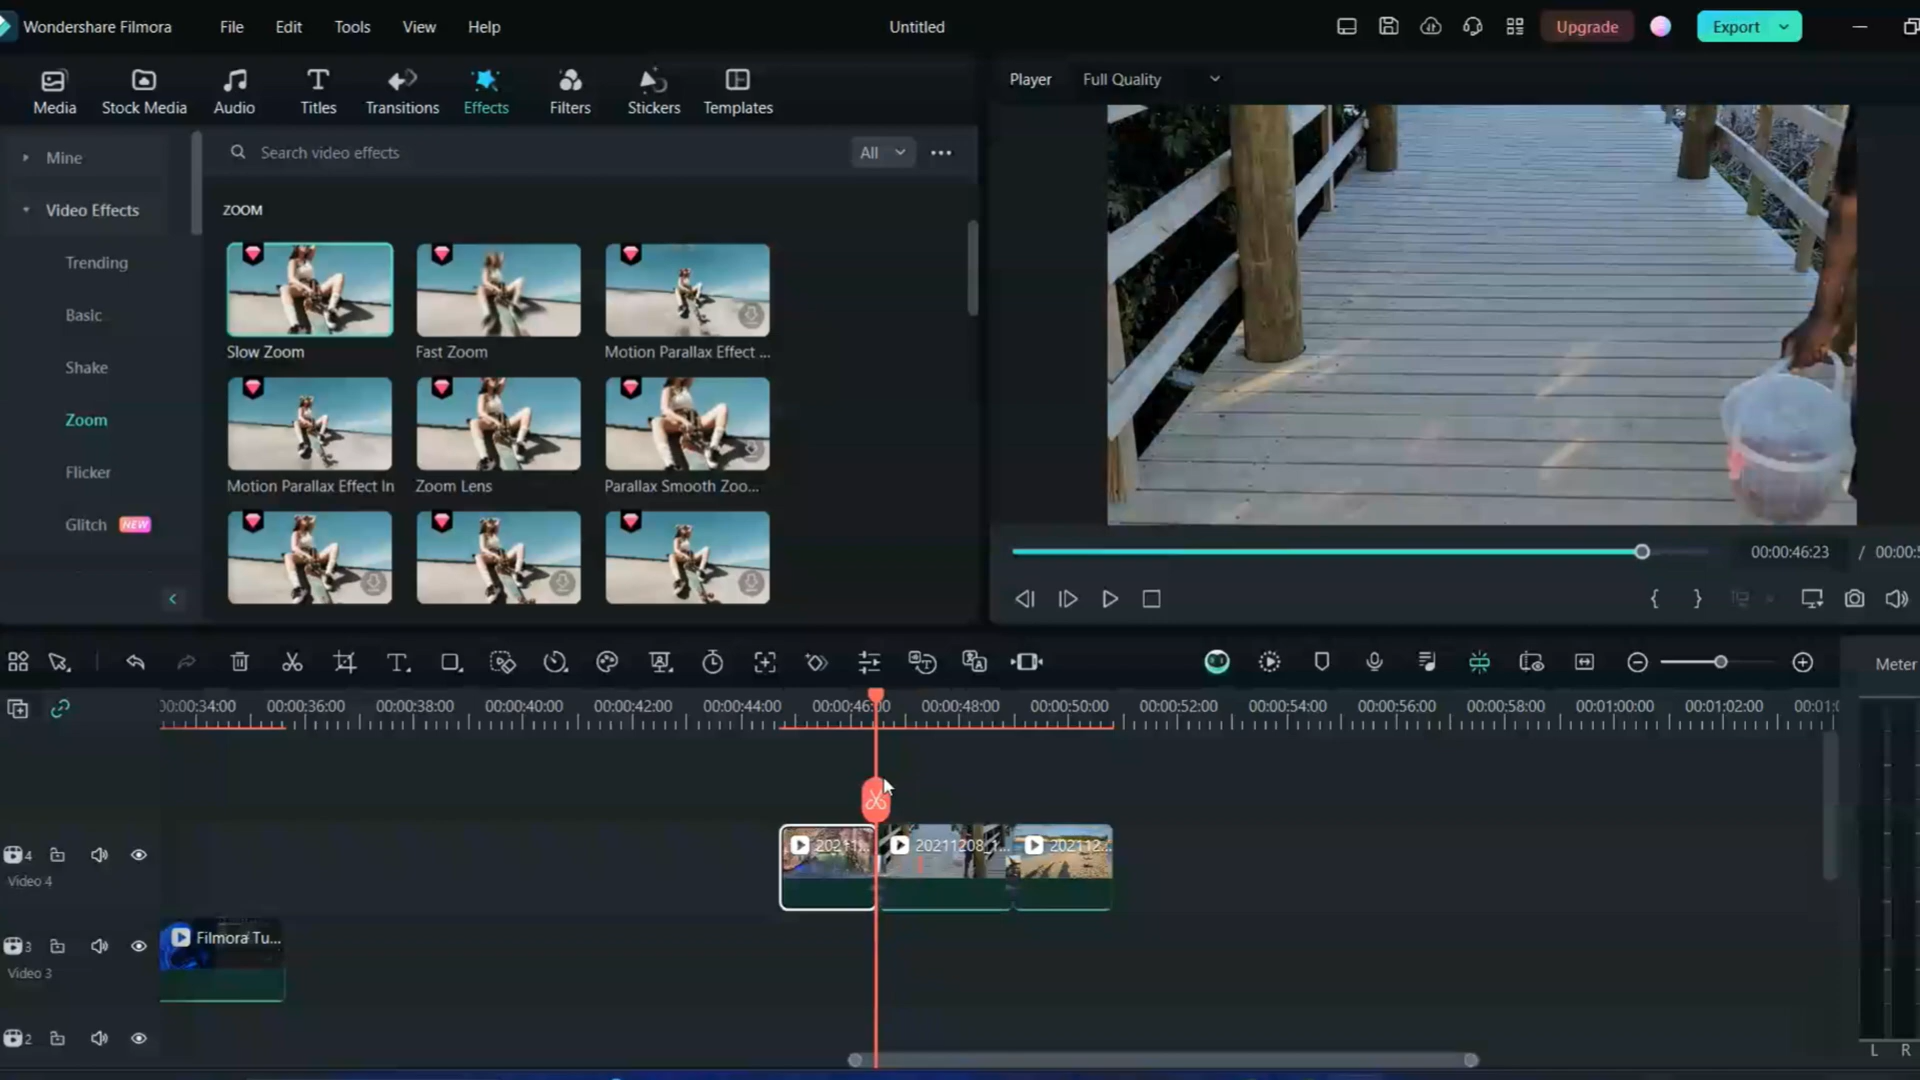 Wondershare Filmora
File
Edit
Tools
View
Help
Untitled
Upgrade
Export
Media
Stock Media
Audio
Titles
Transitions
Effects
Filters
Stickers
Templates
Player
Full Quality
Mine
Video Effects
Trending
Basic
Shake
Zoom
Flicker
Glitch
NEW
Search video effects
All
ZOOM
Slow Zoom
Fast Zoom
Motion Parallax Effect ...
Motion Parallax Effect In
Zoom Lens
Parallax Smooth Zoo...
00:00:46:23
/ 00:00:5
Meter
00:00:34:00
00:00:36:00
00:00:38:00
00:00:40:00
00:00:42:00
00:00:44:00
00:00:46:00
00:00:48:00
00:00:50:00
00:00:52:00
00:00:54:00
00:00:56:00
00:00:58:00
00:01:00:00
00:01:02:00
00:01:0
4
Video 4
20211...
20211208_1...
202112...
3
Video 3
Filmora Tu...
2
L
R